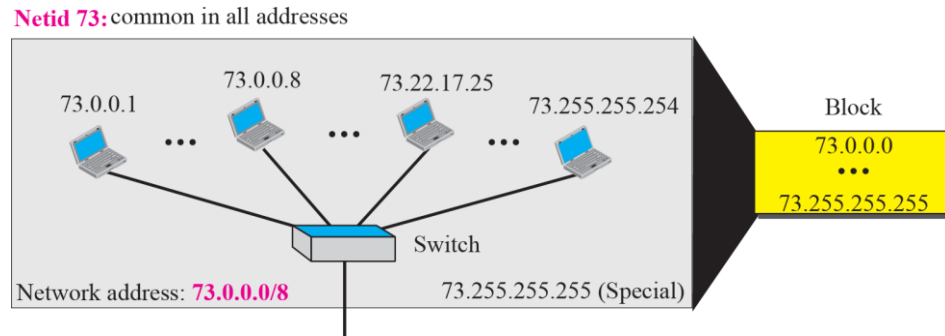 Netid 73: common in all addresses
73.0.0.1
73.0.0.8
73.22.17.25
73.255.255.254
Switch
Network address: 73.0.0.0/8
73.255.255.255 (Special)
Block
73.0.0.0
73.255.255.255